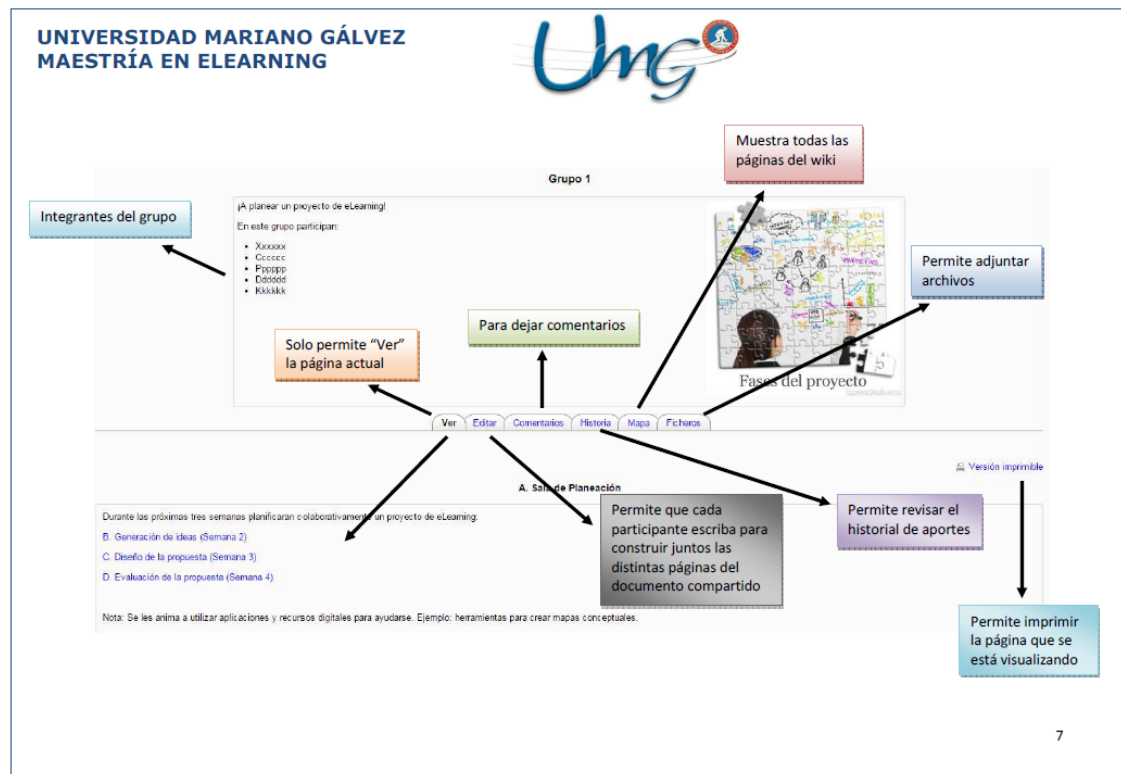 UNIVERSIDAD MARIANO GÁLVEZ
MAESTRÍA EN ELEARNING
Umg
Muestra todas las
páginas del wiki
Grupo 1
Integrantes del grupo
¡A planear un proyecto de eLearning!
En este grupo participan:
Xxxxxx
Cccccc
Pppppp
Dddddd
Kkkkkk
Permite adjuntar
archivos
Para dejar comentarios
Solo permite “Ver”
la página actual
Fases del proyecto
Ver Editar Comentarios Historia Mapa Ficheros
Versión imprimible
A. Sala de Planeación
Durante las próximas tres semanas planificaran colaborativamente un proyecto de eLearning:
B. Generación de ideas (Semana 2)
C. Diseño de la propuesta (Semana 3)
D. Evaluación de la propuesta (Semana 4)
Permite que cada
participante escriba para
construir juntos las
distintas páginas del
documento compartido
Permite revisar el
historial de aportes
Nota: Se les anima a utilizar aplicaciones y recursos digitales para ayudarse. Ejemplo: herramientas para crear mapas conceptuales.
Permite imprimir
la página que se
está visualizando
7